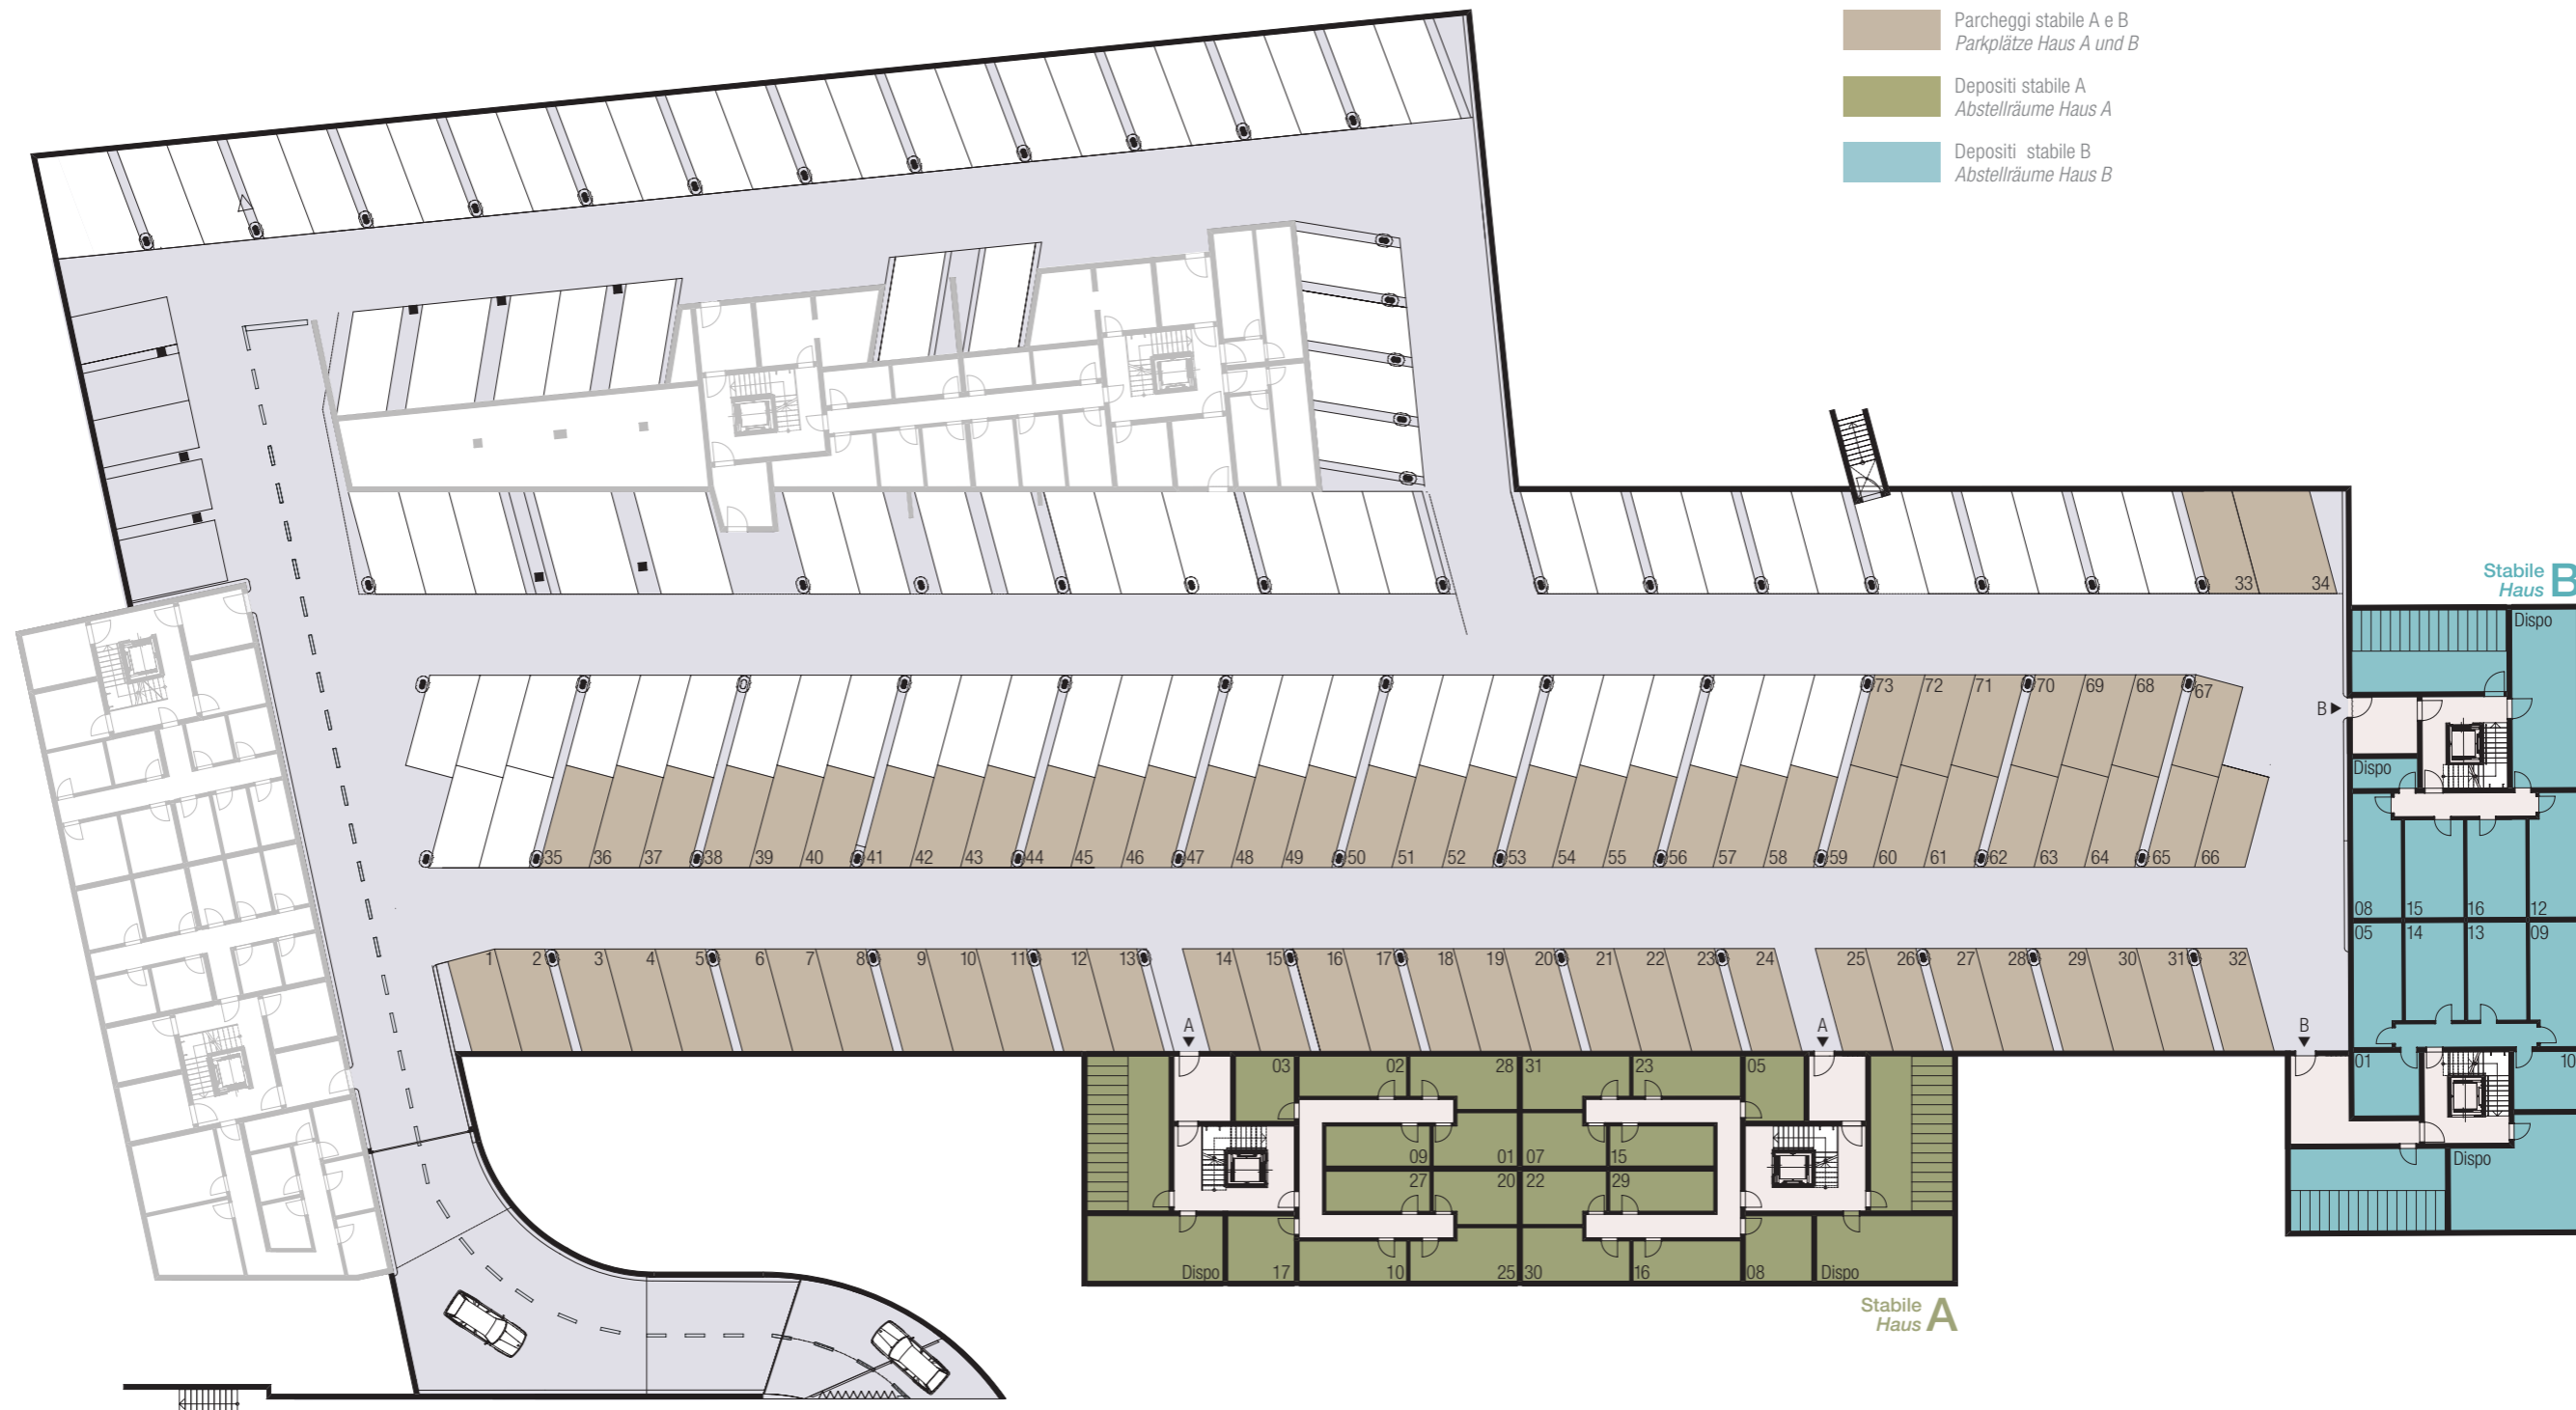 Parcheggi stabile A e B
Parkplätze Haus A und B
Depositi stabile A
Abstellräume Haus A
Depositi stabile B
Abstellräume Haus B
33 34
Stabile B
Haus
Dispo
73 72 71 70 69 68 67
B
Dispo
35 36 37 38 39 40 41 42 43 44 45 46 47 48 49 50 51 52 53 54 55 56 57 58 59 60 61 62 63 64 65 66
08 15 16 12
05 14 13 09
1 2 3 4 5 6 7 8 9 10 11 12 13 14 15 16 17 18 19 20 21 22 23 24 25 26 27 28 29 30 31 32
A A B
03 02 28 31 23 05 01 10
09 01 07 15
Dispo
27 20 22 29
Dispo 17 10 25 30 16 08 Dispo
Stabile A
Haus